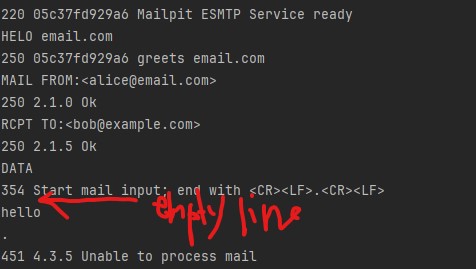 220 05c37fd929a6 Mailpit ESMTP Service ready
HELO email.com
250 05c37fd929a6 greets email.com
MAIL FROM:<alice@email.com>
250 2.1.0 Ok
RCPT TO:<bob@example.com>
250 2.1.5 Ok
DATA
354 Start mail input; end with <CR><LF>.<CR><LF>
empty line
hello
.
451 4.3.5 Unable to process mail